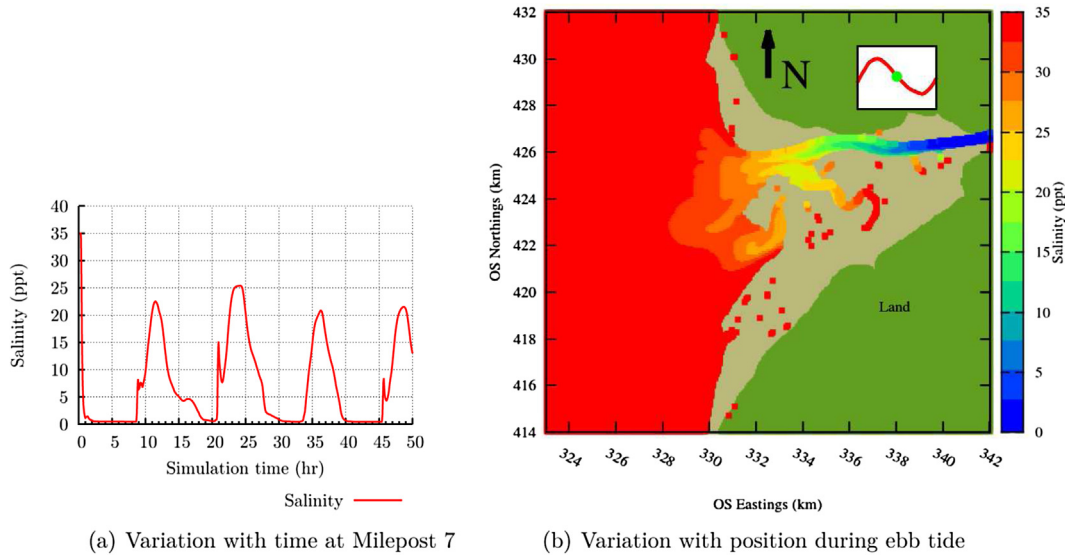 40
35
30
25
20
15
10
5
0
Salinity (ppt)
0 5 10 15 20 25 30 35 40 45 50
Simulation time (hr)
Salinity
(a) Variation with time at Milepost 7
432
430
428
426
424
422
420
418
416
414
OS Northings (km)
N
Land
324 326 328 330 332 334 336 338 340 342
OS Eastings (km)
35
30
25
20
15
10
5
0
Salinity (ppt)
(b) Variation with position during ebb tide